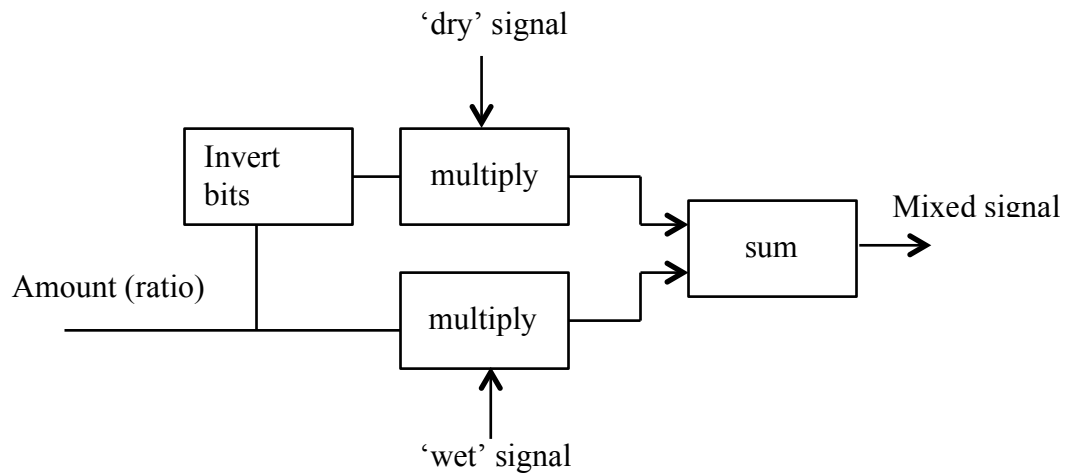 ‘dry’ signal
Invert
bits
multiply
Mixed signal
sum
Amount (ratio)
multiply
‘wet’ signal